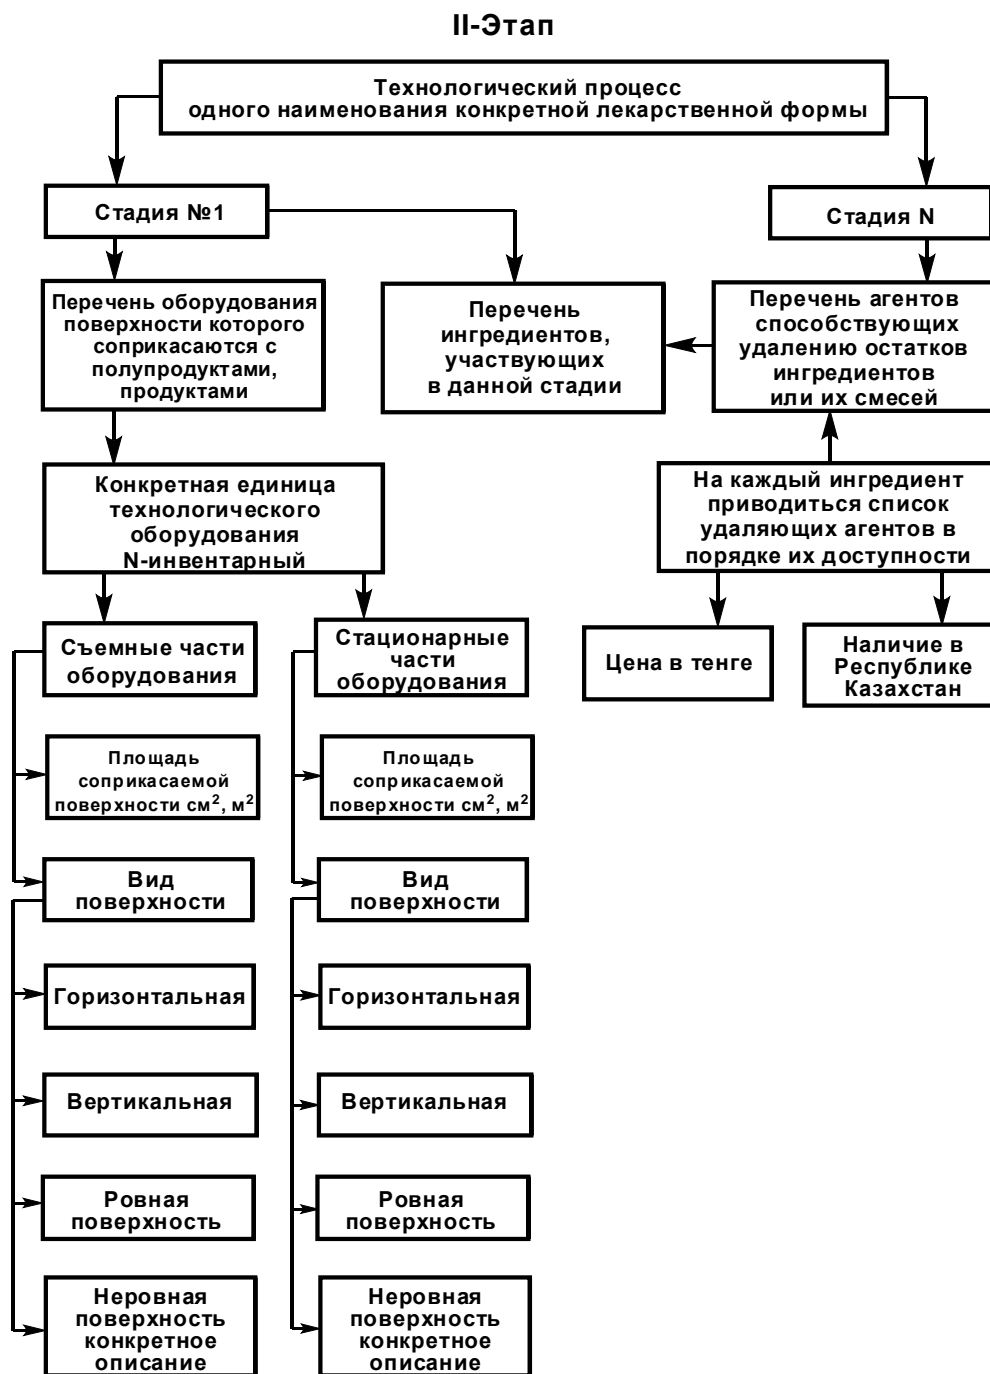 II-Этап
Технологический процесс
одного наименования конкретной лекарственной формы
Стадия №1
Стадия N
Перечень оборудования
поверхности которого
соприкасаются с
полупродуктами,
продуктами
Перечень
ингредиентов,
участвующих
в данной стадии
Перечень агентов
способствующих
удалению остатков
ингредиентов
или их смесей
Конкретная единица
технологического
оборудования
N-инвентарный
На каждый ингредиент
приводиться список
удаляющих агентов в
порядке их доступности
Съемные части
оборудования
Стационарные
части
оборудования
Цена в тенге
Наличие в
Республике
Казахстан
Площадь
соприкасаемой
поверхности см², м²
Площадь
соприкасаемой
поверхности см², м²
Вид
поверхности
Вид
поверхности
Горизонтальная
Горизонтальная
Вертикальная
Вертикальная
Ровная
поверхность
Ровная
поверхность
Неровная
поверхность
конкретное
описание
Неровная
поверхность
конкретное
описание